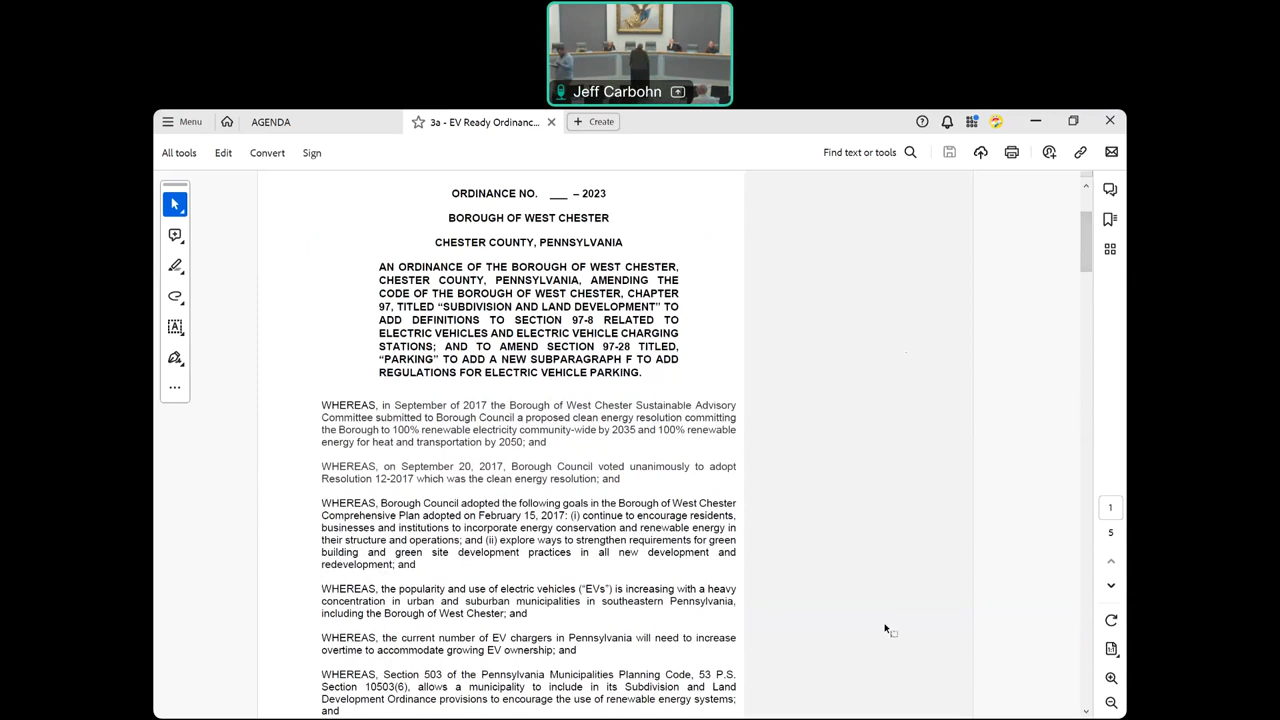 Jeff Carbohn
Menu
AGENDA
3a - EV Ready Ordinanc...
Create
All tools
Edit
Convert
Sign
Find text or tools
ORDINANCE NO. ___ – 2023
BOROUGH OF WEST CHESTER
CHESTER COUNTY, PENNSYLVANIA
AN ORDINANCE OF THE BOROUGH OF WEST CHESTER,
CHESTER COUNTY, PENNSYLVANIA, AMENDING THE
CODE OF THE BOROUGH OF WEST CHESTER, CHAPTER
97, TITLED “SUBDIVISION AND LAND DEVELOPMENT” TO
ADD DEFINITIONS TO SECTION 97-8 RELATED TO
ELECTRIC VEHICLES AND ELECTRIC VEHICLE CHARGING
STATIONS; AND TO AMEND SECTION 97-28 TITLED,
“PARKING” TO ADD A NEW SUBPARAGRAPH F TO ADD
REGULATIONS FOR ELECTRIC VEHICLE PARKING.
WHEREAS, in September of 2017 the Borough of West Chester Sustainable Advisory
Committee submitted to Borough Council a proposed clean energy resolution committing
the Borough to 100% renewable electricity community-wide by 2035 and 100% renewable
energy for heat and transportation by 2050; and
WHEREAS, on September 20, 2017, Borough Council voted unanimously to adopt
Resolution 12-2017 which was the clean energy resolution; and
WHEREAS, Borough Council adopted the following goals in the Borough of West Chester
Comprehensive Plan adopted on February 15, 2017: (i) continue to encourage residents,
businesses and institutions to incorporate energy conservation and renewable energy in
their structure and operations; and (ii) explore ways to strengthen requirements for green
building and green site development practices in all new development and
redevelopment; and
WHEREAS, the popularity and use of electric vehicles (“EVs”) is increasing with a heavy
concentration in urban and suburban municipalities in southeastern Pennsylvania,
including the Borough of West Chester; and
WHEREAS, the current number of EV chargers in Pennsylvania will need to increase
overtime to accommodate growing EV ownership; and
WHEREAS, Section 503 of the Pennsylvania Municipalities Planning Code, 53 P.S.
Section 10503(6), allows a municipality to include in its Subdivision and Land
Development Ordinance provisions to encourage the use of renewable energy systems;
and
1
5